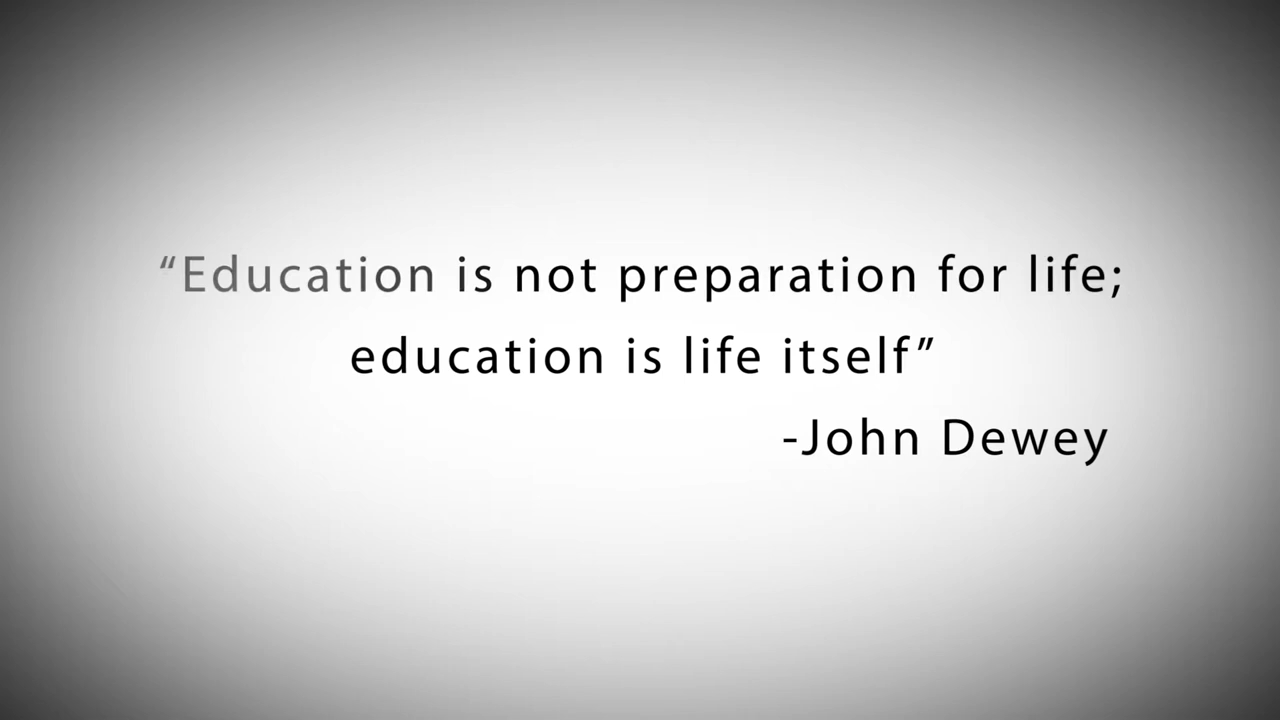 “Education is not preparation for life;
education is life itself”
-John Dewey